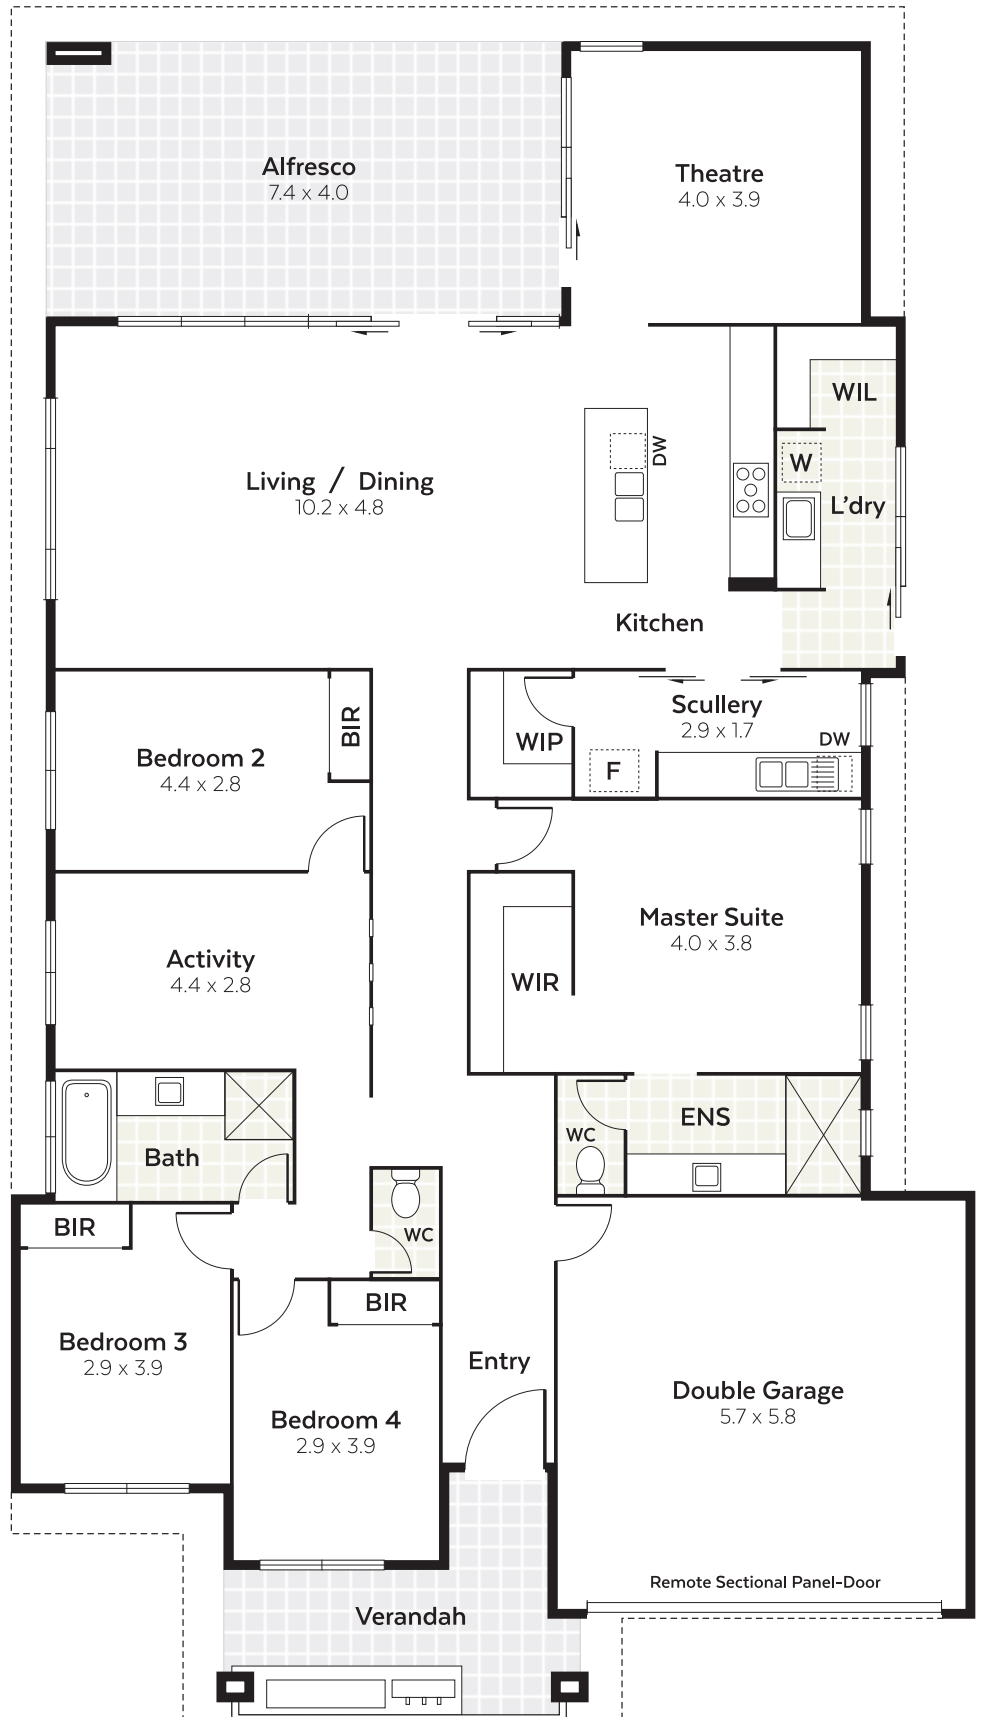 Alfresco
7.4 x 4.0
Theatre
4.0 x 3.9
WIL
W
L'dry
DW
Living / Dining
10.2 x 4.8
Kitchen
BIR
Bedroom 2
4.4 x 2.8
WIP
F
Scullery
2.9 x 1.7
DW
Master Suite
4.0 x 3.8
WIR
Activity
4.4 x 2.8
Bath
WC
ENS
BIR
WC
BIR
Bedroom 3
2.9 x 3.9
Entry
Bedroom 4
2.9 x 3.9
Double Garage
5.7 x 5.8
Remote Sectional Panel-Door
Verandah